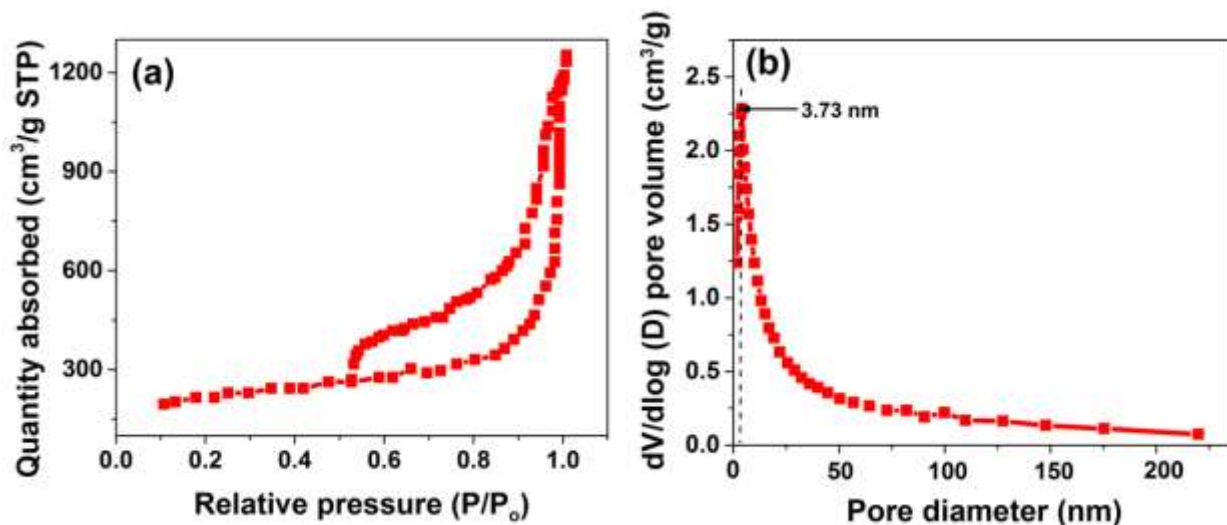 (a)
Quantity absorbed (cm³/g STP)
1200
900
600
300
0.0 0.2 0.4 0.6 0.8 1.0
Relative pressure (P/Pₒ)
(b)
3.73 nm
dV/dlog (D) pore volume (cm³/g)
2.5
2.0
1.5
1.0
0.5
0.0
0 50 100 150 200
Pore diameter (nm)